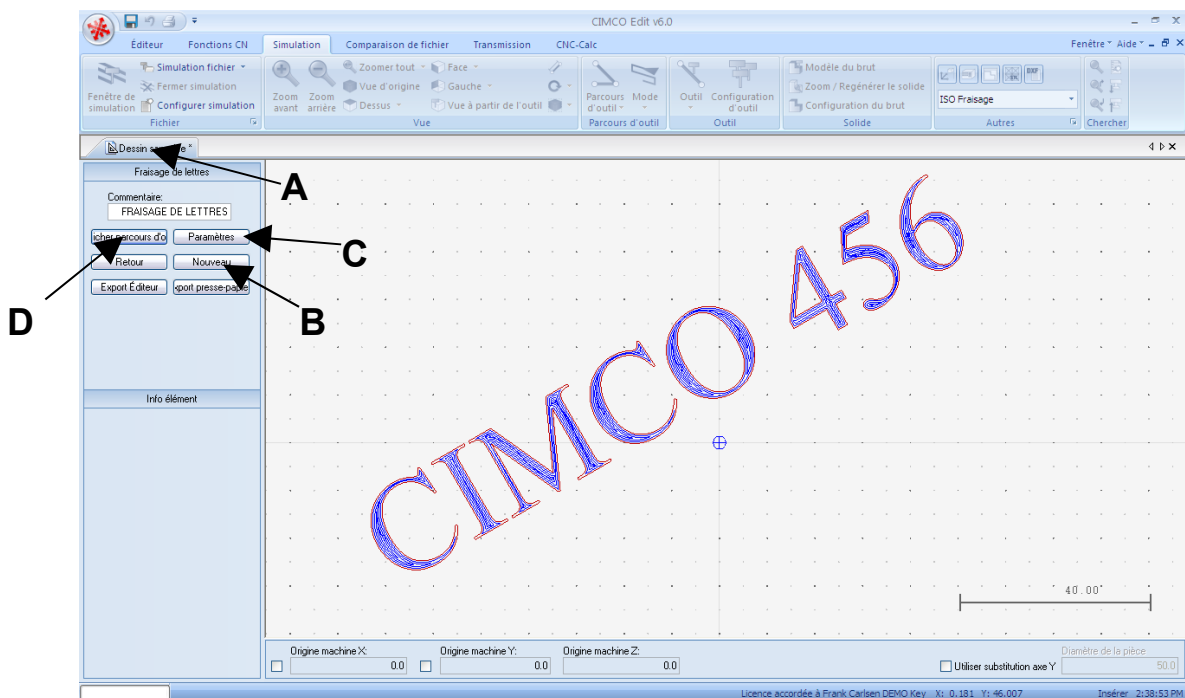 CIMCO Edit v6.0
Éditeur Fonctions CN Simulation Comparaison de fichier Transmission CNC-Calc Fenêtre Aide
Fenêtre de simulation
Simulation fichier
Fermer simulation
Configurer simulation
Fichier
Zoom avant
Zoom arrière
Zoomer tout
Vue d'origine
Dessus
Face
Gauche
Vue à partir de l'outil
Vue
Parcours d'outil
Mode
Parcours d'outil
Outil
Configuration d'outil
Outil
Modèle du brut
Zoom / Regénérer le solide
Configuration du brut
Solide
DXF
ISO Fraisage
Autres
Chercher
Dessin *
A
Fraisage de lettres
Commentaire:
FRAISAGE DE LETTRES
icher parcours d'o Paramètres
C
Retour Nouveau
Export Éditeur xport presse-papie
D
B
Info élément
CIMCO 456
40.00
Origine machine X: Origine machine Y: Origine machine Z: Diamètre de la pièce
0.0 0.0 0.0 Utiliser substitution axe Y 50.0
Licence accordée à Frank Carlsen DEMO Key X: 0.181 Y: 46.007 Insérer 2:38:53 PM